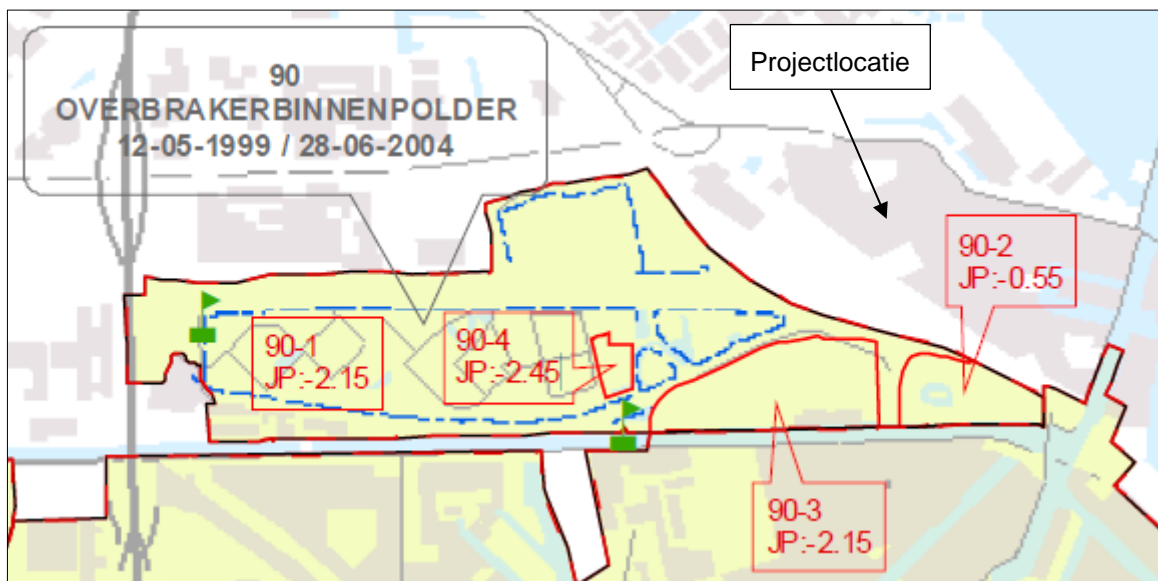 90
OVERBRAKERBINNENPOLDER
12-05-1999 / 28-06-2004
Projectlocatie
90-2
JP:-0.55
90-1
JP:-2.15
90-4
JP:-2.45
90-3
JP:-2.15